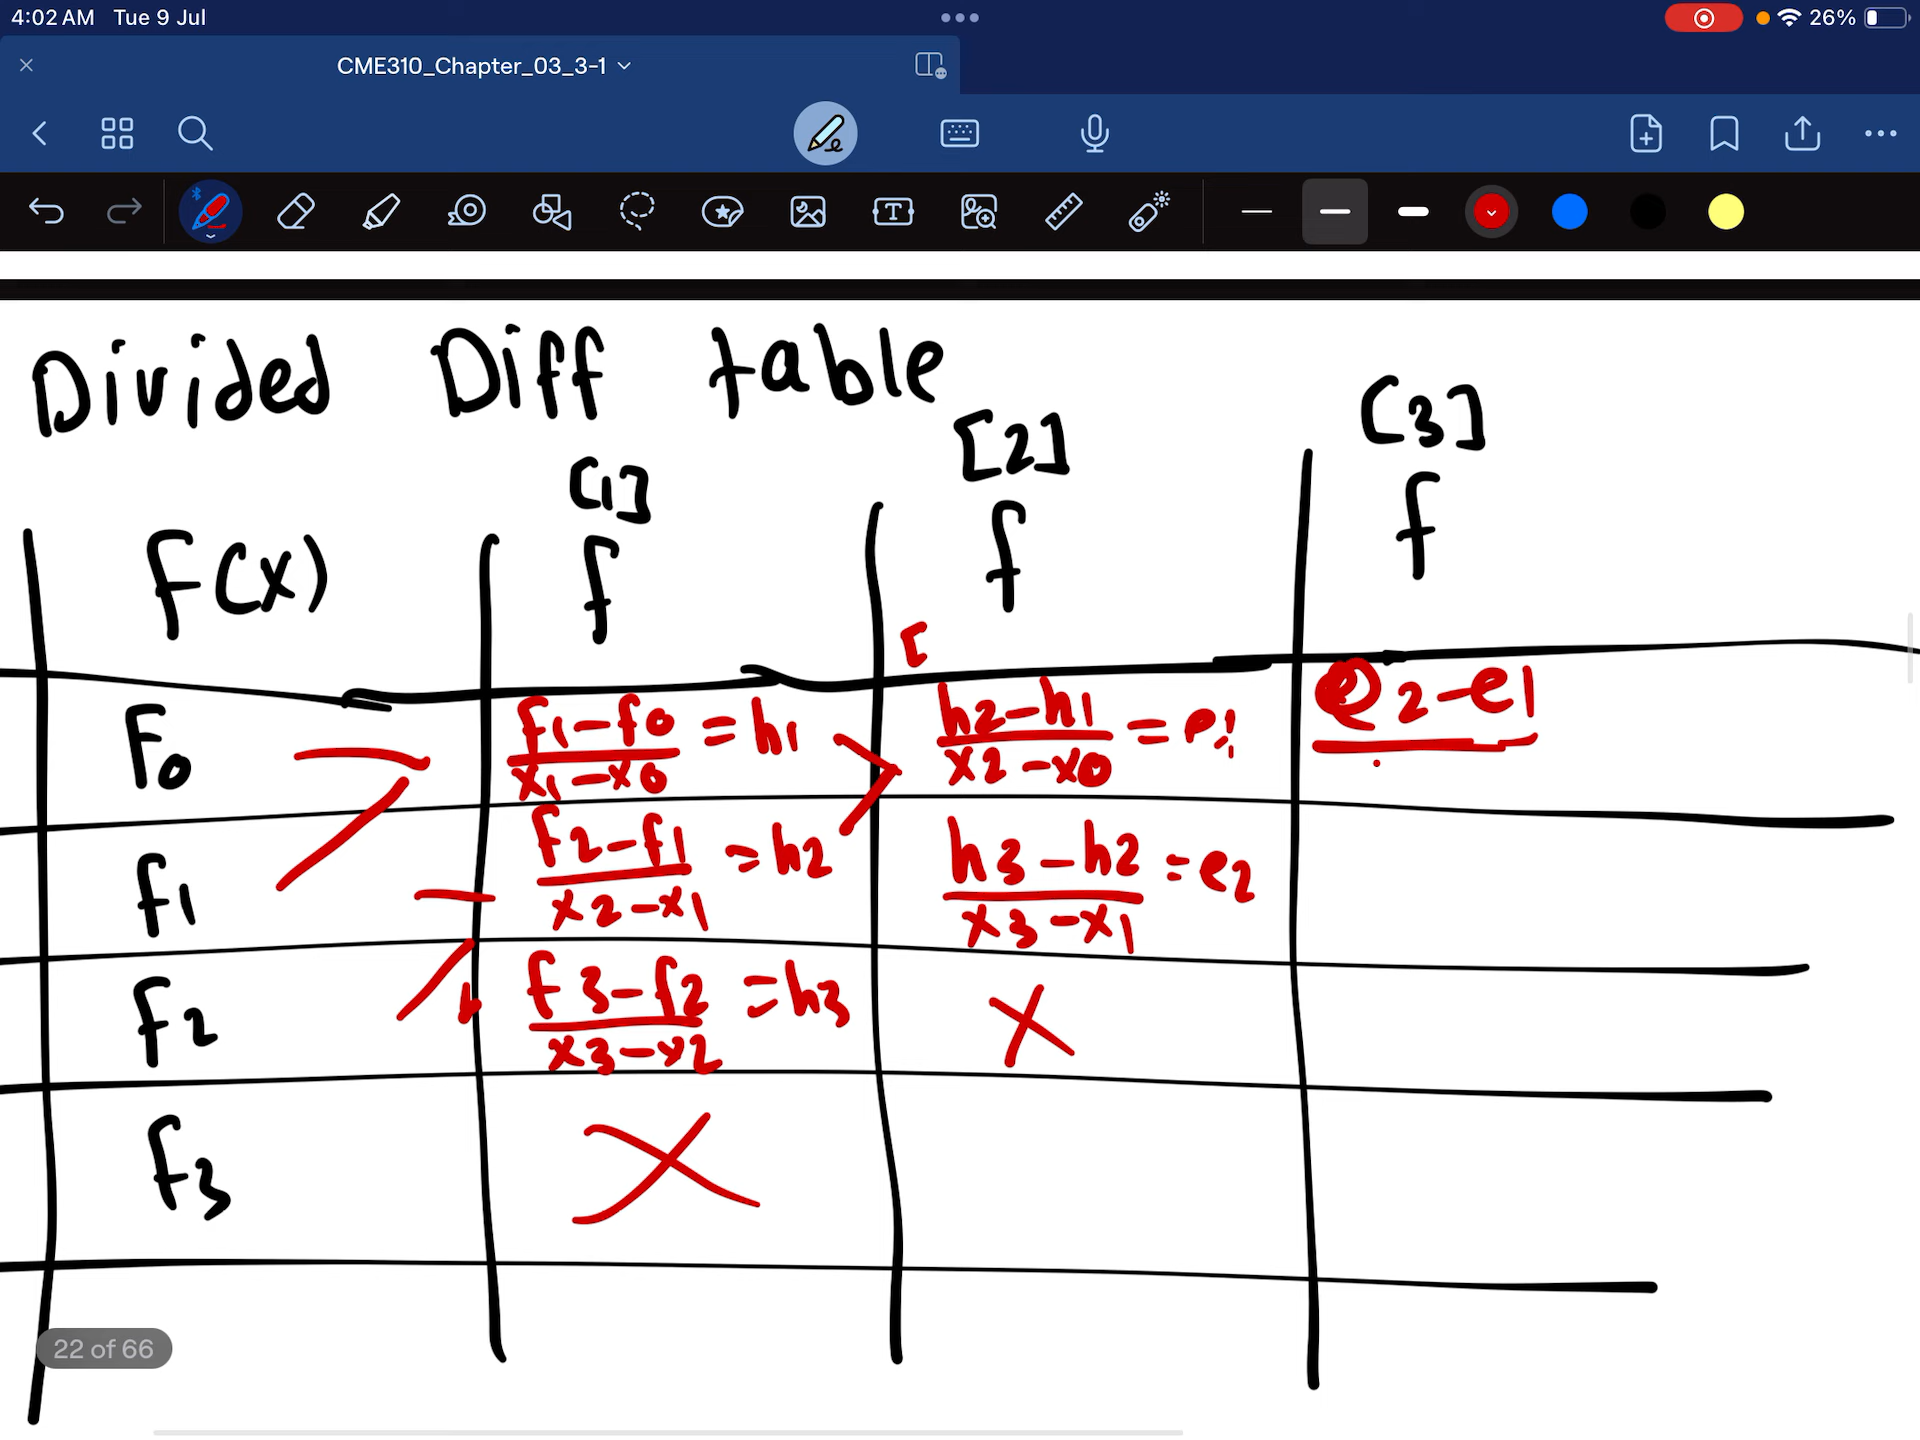 4:02 AM Tue 9 Jul 26%
CME310_Chapter_03_3-1
Divided Diff table
[1] [2] [3]
F(x) f f f
[
F0 f1-f0 / x1-x0 = h1 h2-h1 / x2-x0 = e1 e2-e1
f1 f2-f1 / x2-x1 = h2 h3-h2 / x3-x1 = e2
f2 f3-f2 / x3-x2 = h3 X
f3 X
22 of 66